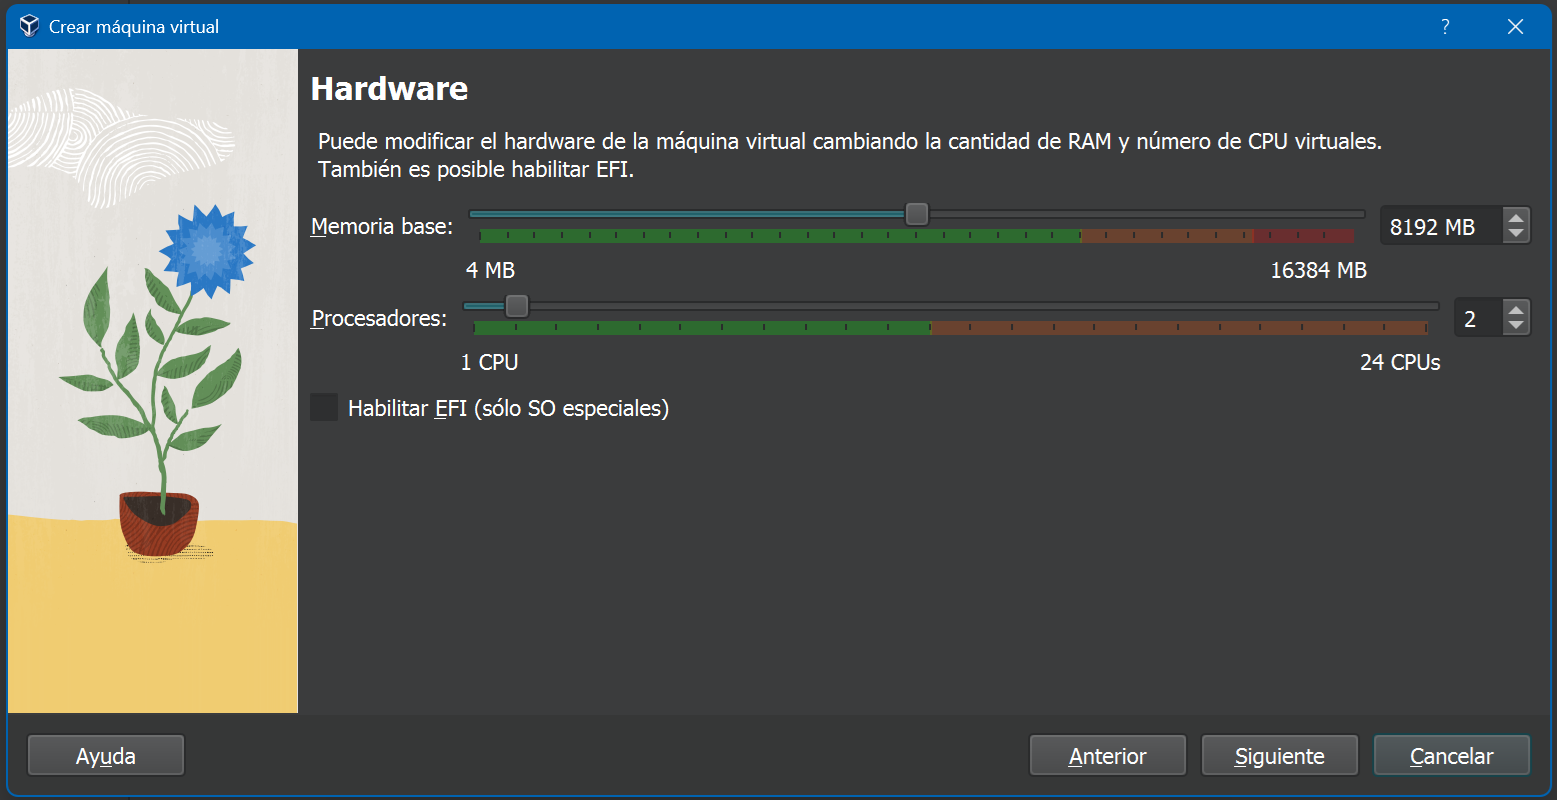 Crear máquina virtual
?
Hardware
Puede modificar el hardware de la máquina virtual cambiando la cantidad de RAM y número de CPU virtuales.
También es posible habilitar EFI.
Memoria base:
8192 MB
4 MB
16384 MB
Procesadores:
2
1 CPU
24 CPUs
Habilitar EFI (sólo SO especiales)
Ayuda
Anterior
Siguiente
Cancelar